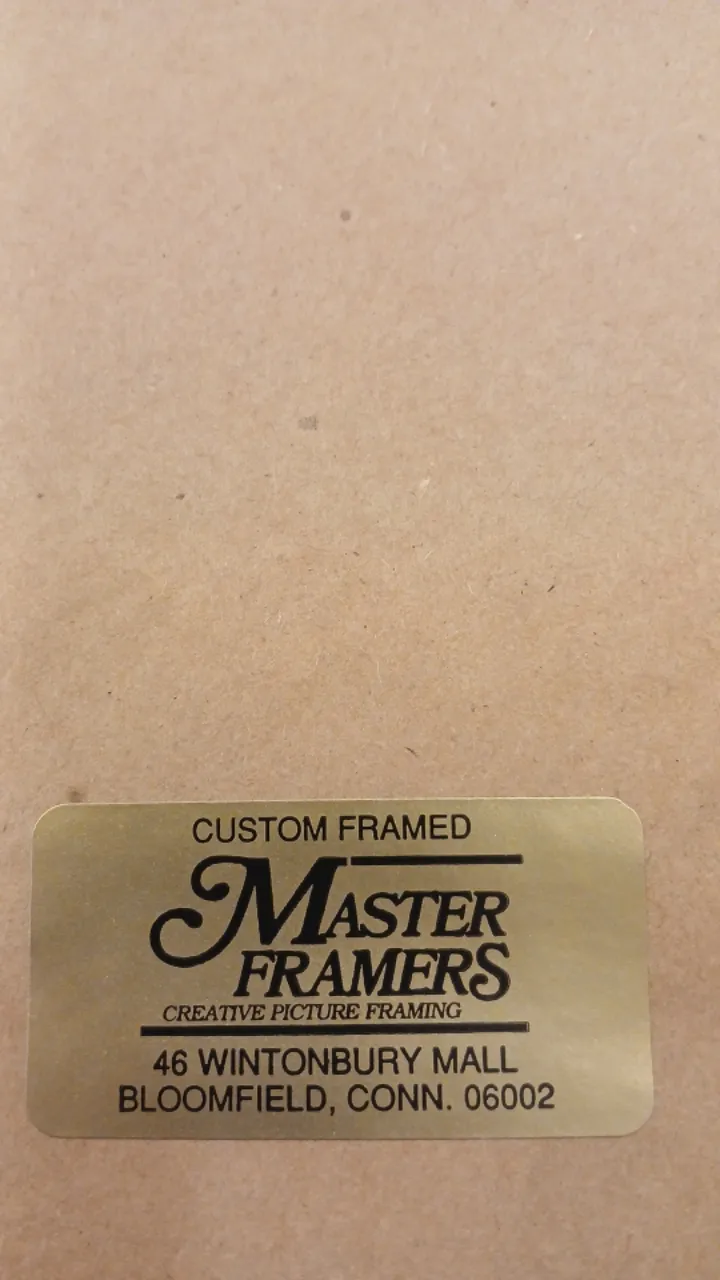 CUSTOM FRAMED
MASTER
FRAMERS
CREATIVE PICTURE FRAMING
46 WINTONBURY MALL
BLOOMFIELD, CONN. 06002